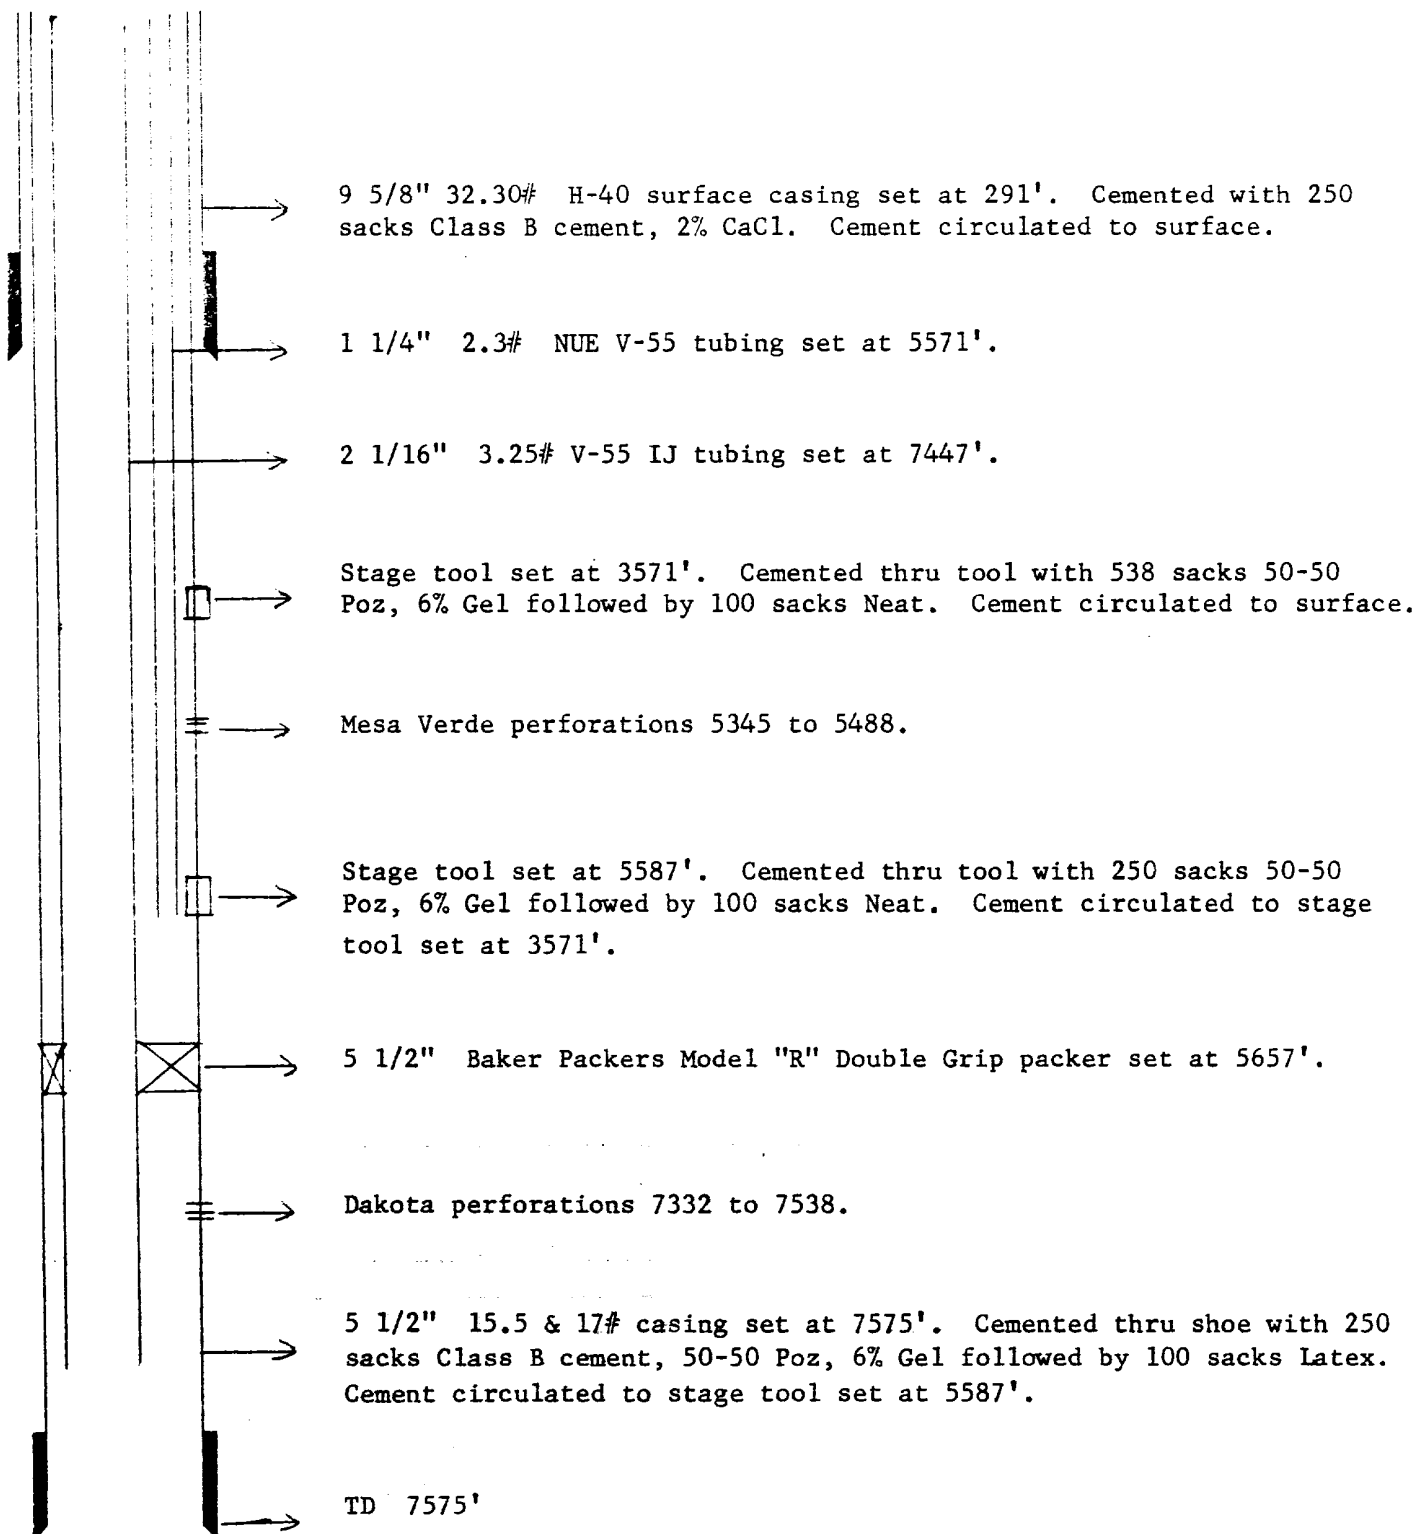 9 5/8" 32.30# H-40 surface casing set at 291'. Cemented with 250
sacks Class B cement, 2% CaCl. Cement circulated to surface.
1 1/4" 2.3# NUE V-55 tubing set at 5571'.
2 1/16" 3.25# V-55 IJ tubing set at 7447'.
Stage tool set at 3571'. Cemented thru tool with 538 sacks 50-50
Poz, 6% Gel followed by 100 sacks Neat. Cement circulated to surface.
Mesa Verde perforations 5345 to 5488.
Stage tool set at 5587'. Cemented thru tool with 250 sacks 50-50
Poz, 6% Gel followed by 100 sacks Neat. Cement circulated to stage
tool set at 3571'.
5 1/2" Baker Packers Model "R" Double Grip packer set at 5657'.
Dakota perforations 7332 to 7538.
5 1/2" 15.5 & 17# casing set at 7575'. Cemented thru shoe with 250
sacks Class B cement, 50-50 Poz, 6% Gel followed by 100 sacks Latex.
Cement circulated to stage tool set at 5587'.
TD 7575'